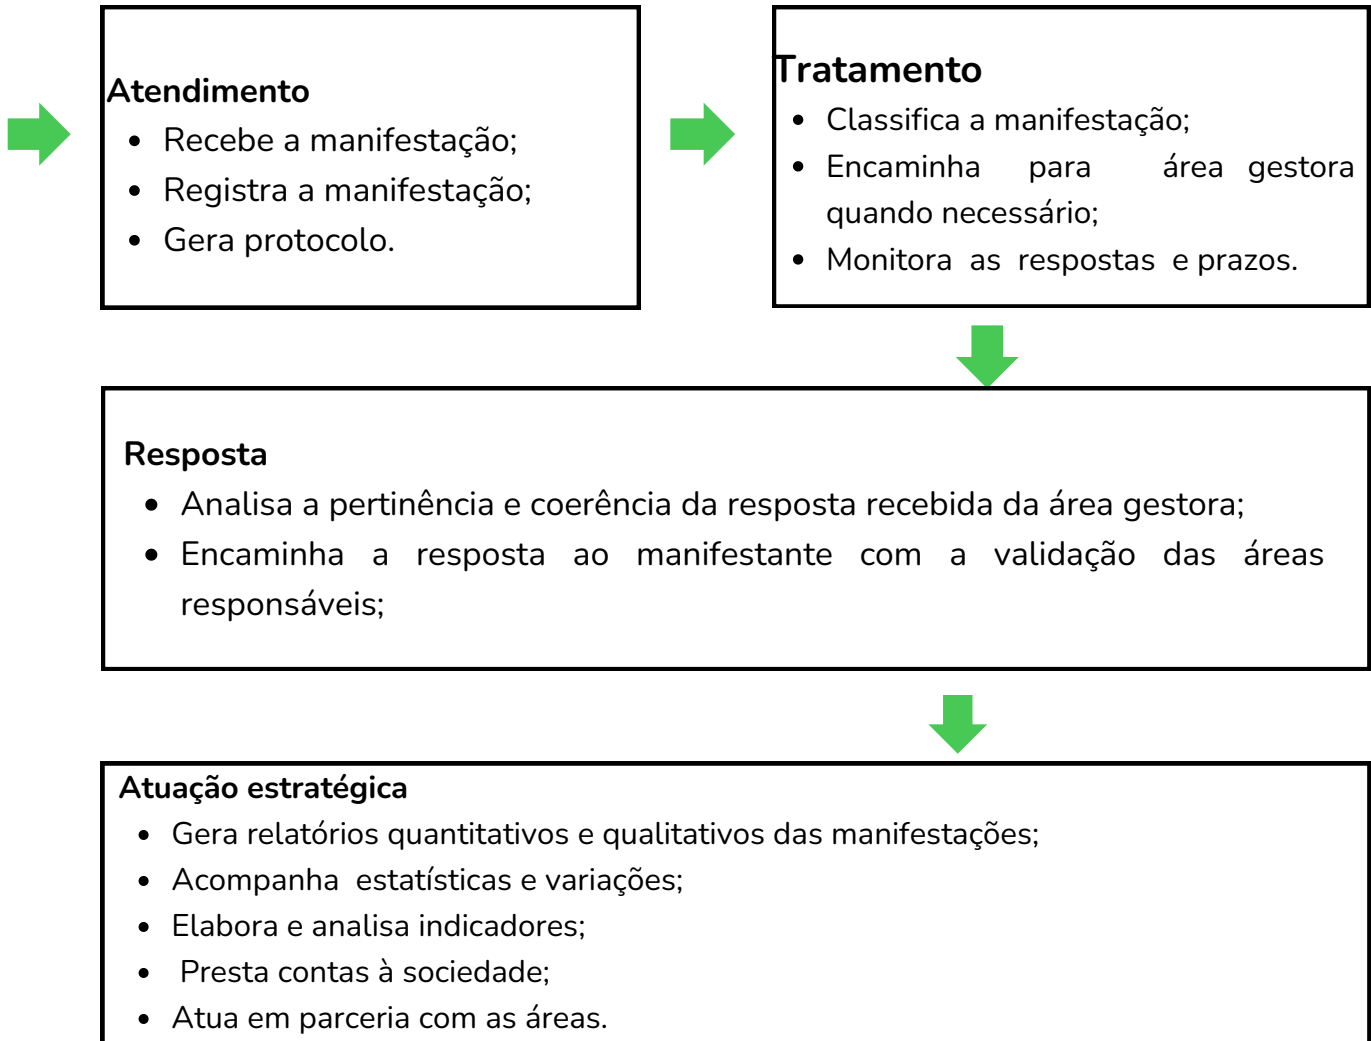 Atendimento
• Recebe a manifestação;
• Registra a manifestação;
• Gera protocolo.
Tratamento
• Classifica a manifestação;
• Encaminha para área gestora
quando necessário;
• Monitora as respostas e prazos.
Resposta
• Analisa a pertinência e coerência da resposta recebida da área gestora;
• Encaminha a resposta ao manifestante com a validação das áreas
responsáveis;
Atuação estratégica
• Gera relatórios quantitativos e qualitativos das manifestações;
• Acompanha estatísticas e variações;
• Elabora e analisa indicadores;
• Presta contas à sociedade;
• Atua em parceria com as áreas.